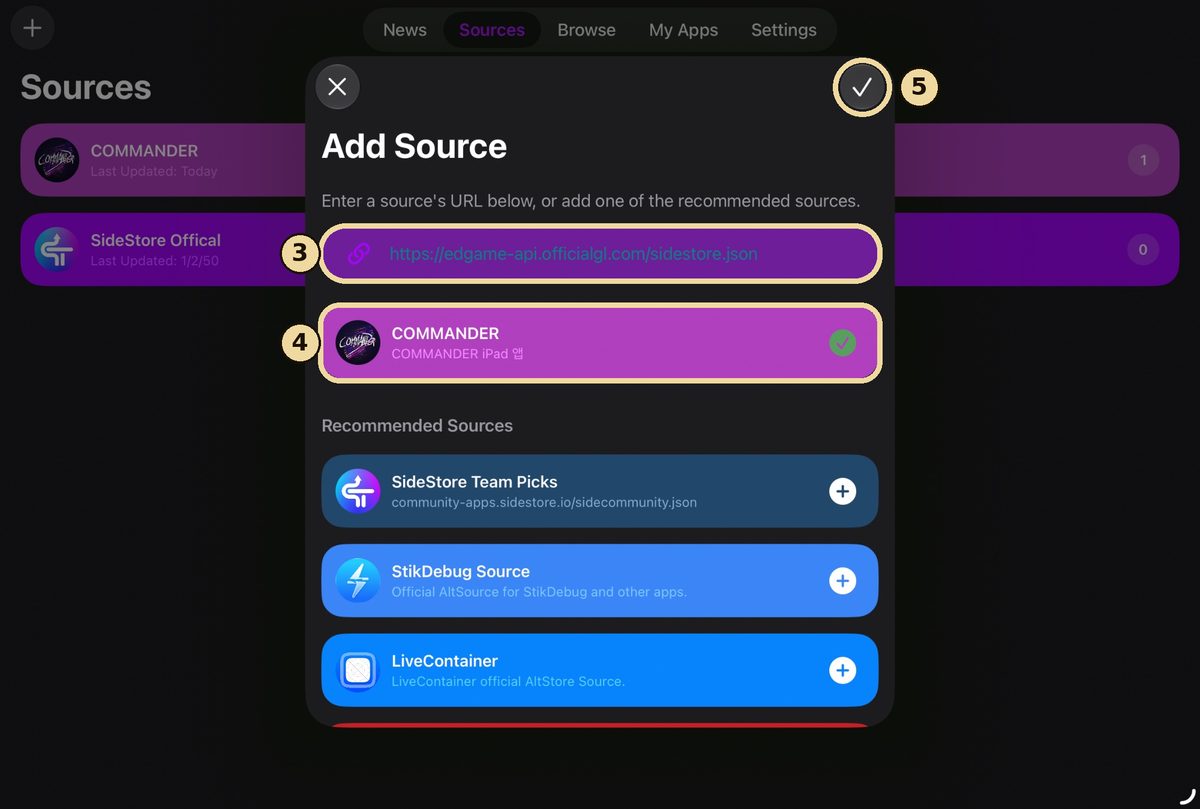 News
Sources
Browse
My Apps
Settings
Sources
COMMANDER
Last Updated: Today
1
SideStore Offical
Last Updated: 1/2/50
0
5
Add Source
Enter a source's URL below, or add one of the recommended sources.
3
https://edgame-api.officialgl.com/sidestore.json
4
COMMANDER
COMMANDER iPad 앱
Recommended Sources
SideStore Team Picks
community-apps.sidestore.io/sidecommunity.json
StikDebug Source
Official AltSource for StikDebug and other apps.
LiveContainer
LiveContainer official AltStore Source.